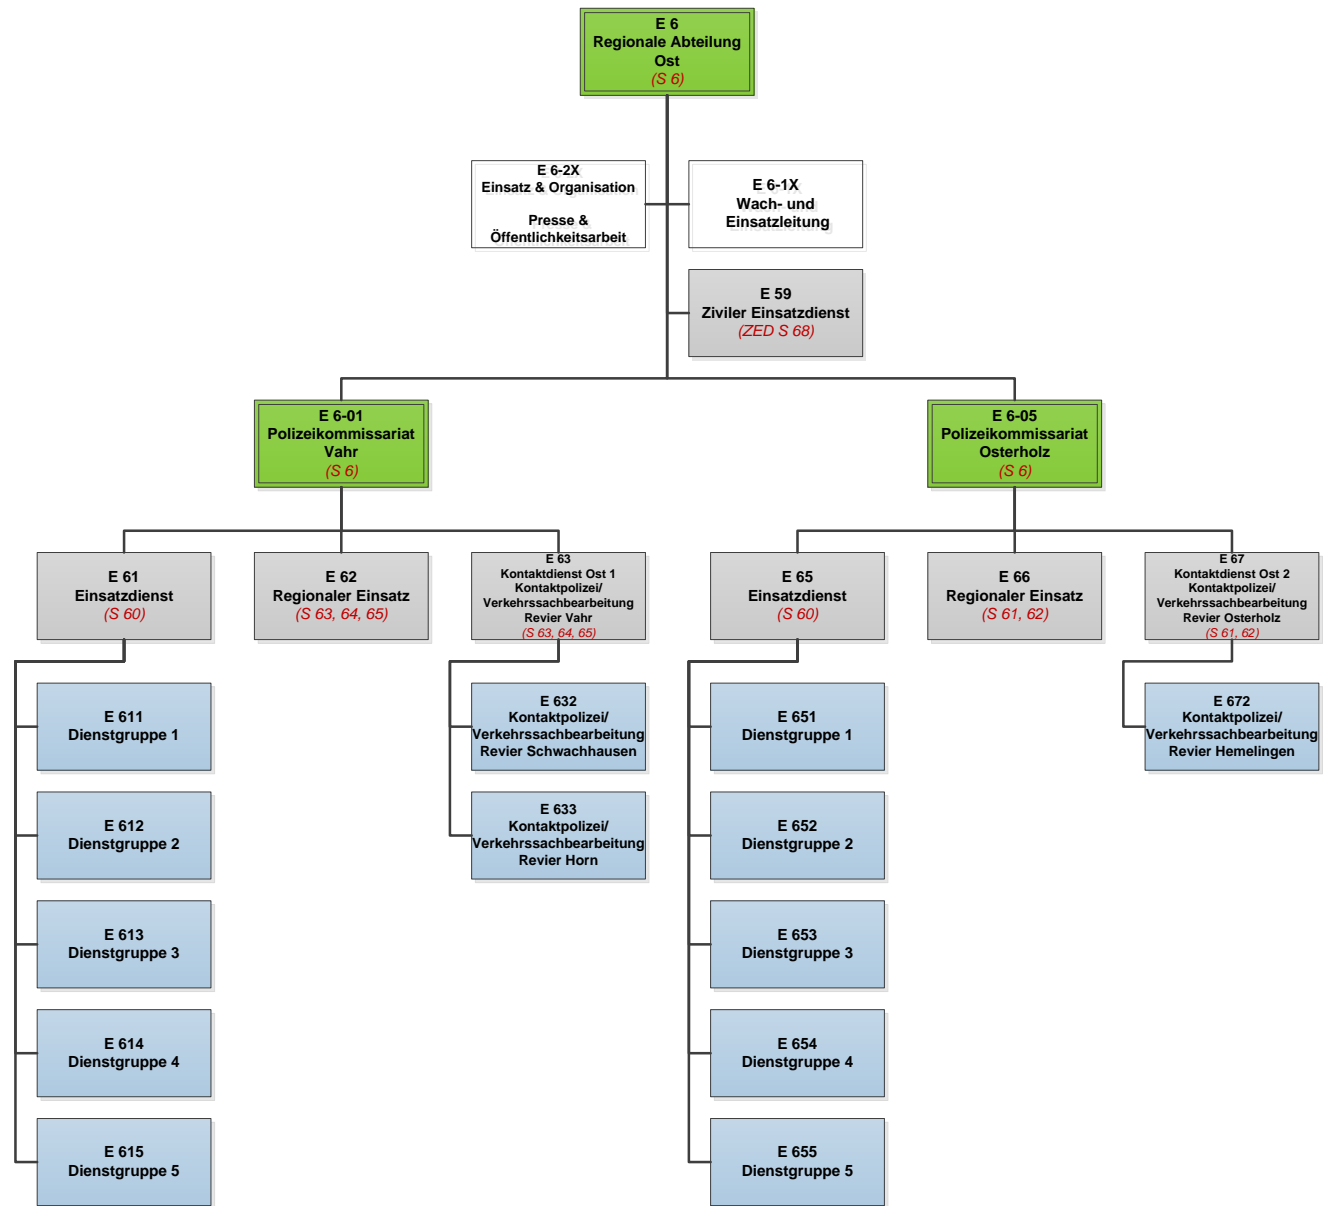 E 6
Regionale Abteilung
Ost
(S 6)
E 6-2X
Einsatz & Organisation
Presse &
Öffentlichkeitsarbeit
E 6-1X
Wach- und
Einsatzleitung
E 59
Ziviler Einsatzdienst
(ZED S 68)
E 6-01
Polizeikommissariat
Vahr
(S 6)
E 6-05
Polizeikommissariat
Osterholz
(S 6)
E 61
Einsatzdienst
(S 60)
E 62
Regionaler Einsatz
(S 63, 64, 65)
E 63
Kontaktdienst Ost 1
Kontaktpolizei/
Verkehrssachbearbeitung
Revier Vahr
(S 63, 64, 65)
E 65
Einsatzdienst
(S 60)
E 66
Regionaler Einsatz
(S 61, 62)
E 67
Kontaktdienst Ost 2
Kontaktpolizei/
Verkehrssachbearbeitung
Revier Osterholz
(S 61, 62)
E 611
Dienstgruppe 1
E 632
Kontaktpolizei/
Verkehrssachbearbeitung
Revier Schwachhausen
E 651
Dienstgruppe 1
E 672
Kontaktpolizei/
Verkehrssachbearbeitung
Revier Hemelingen
E 612
Dienstgruppe 2
E 633
Kontaktpolizei/
Verkehrssachbearbeitung
Revier Horn
E 652
Dienstgruppe 2
E 613
Dienstgruppe 3
E 653
Dienstgruppe 3
E 614
Dienstgruppe 4
E 654
Dienstgruppe 4
E 615
Dienstgruppe 5
E 655
Dienstgruppe 5